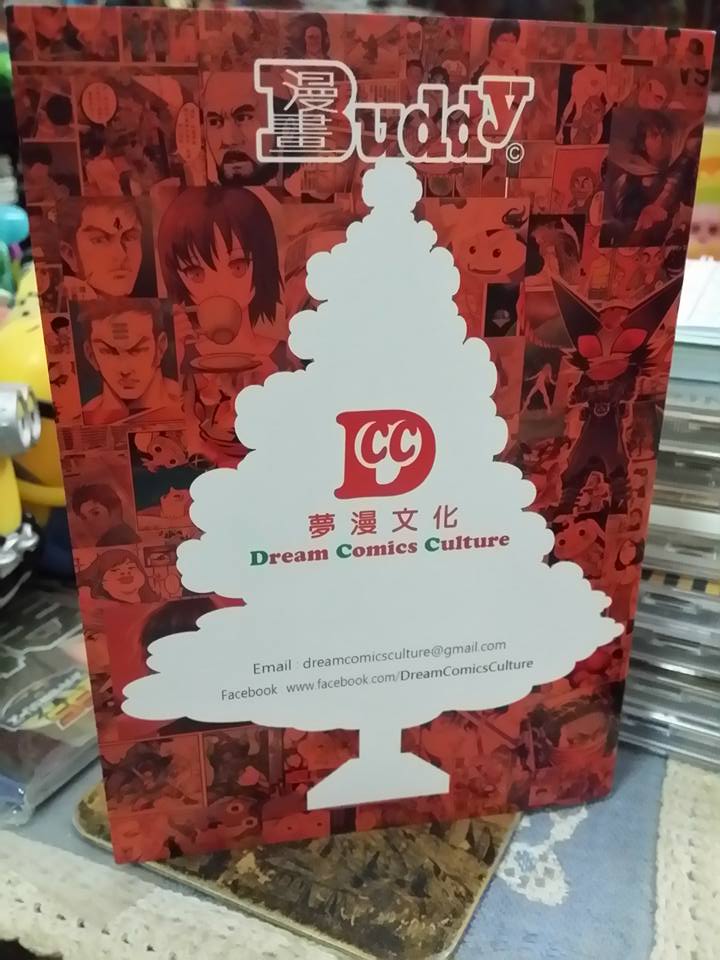 漫畫Buddy©
DCC
夢漫文化
Dream Comics Culture
Email : dreamcomicsculture@gmail.com
Facebook www.facebook.com/DreamComicsCulture